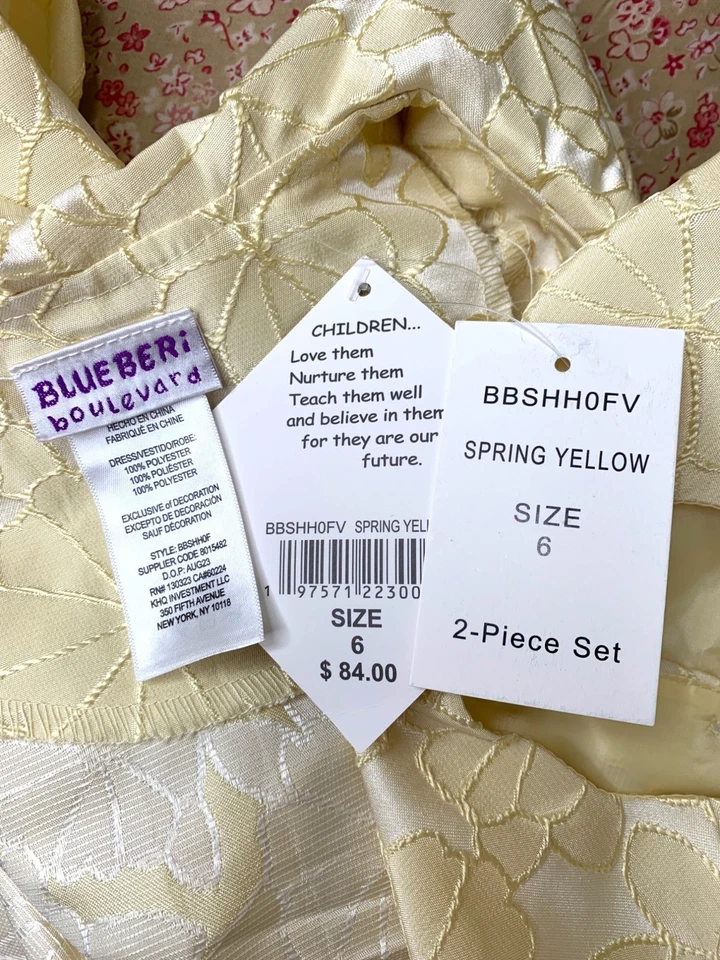 BLUEBERi
boulevard
HECHO EN CHINA
FABRIQUÉ EN CHINE
DRESS/VESTIDO/ROBE:
100% POLYESTER
100% POLIÉSTER
100% POLYESTER
EXCLUSIVE of DECORATION
EXCEPTO DE DECORACIÓN
SAUF DÉCORATION
STYLE: BBSHH0F
SUPPLIER CODE 8015482
D.O.P: AUG23
RN# 130323 CA#60224
KHQ INVESTMENT LLC
350 FIFTH AVENUE
NEW YORK, NY 10118
CHILDREN...
Love them
Nurture them
Teach them well
and believe in them
for they are our
future.
BBSHH0FV SPRING YELL
1 97571 22300
SIZE
6
$ 84.00
BBSHH0FV
SPRING YELLOW
SIZE
6
2-Piece Set